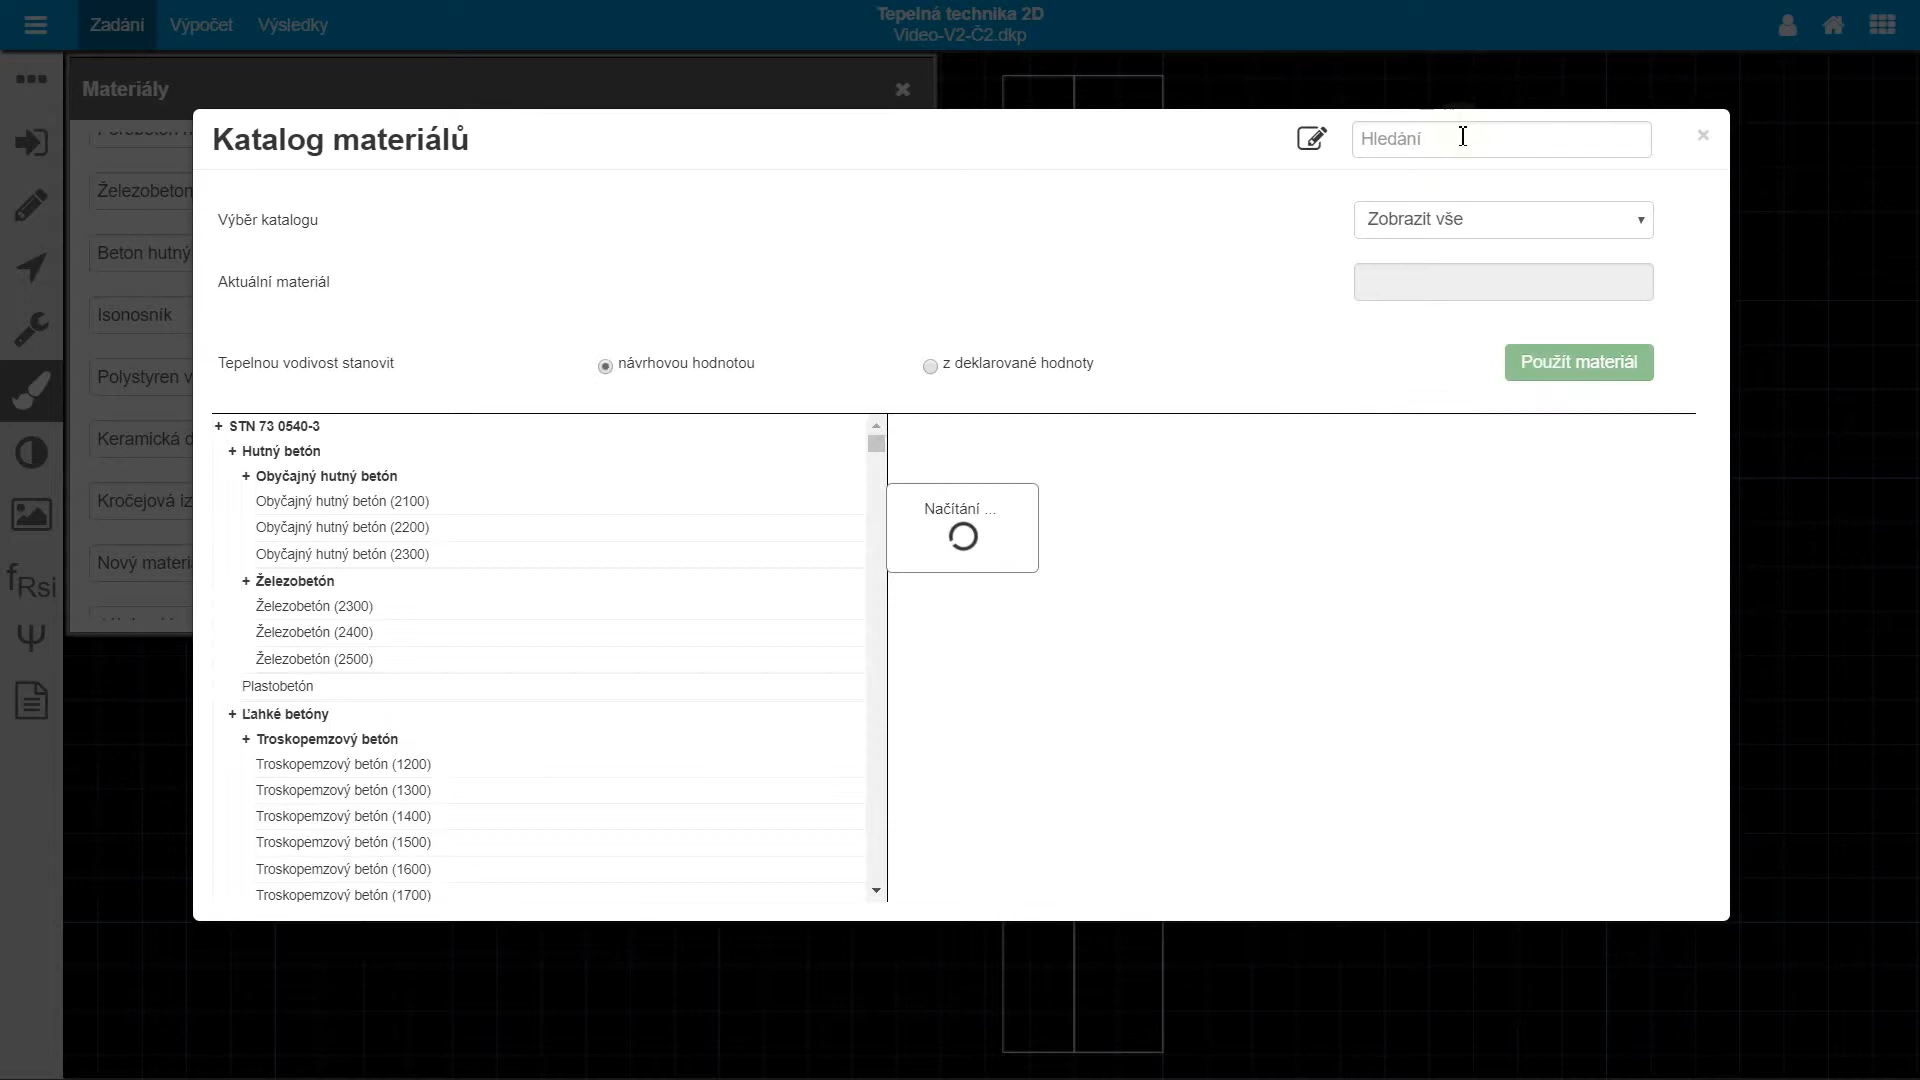 Zadání Výpočet Výsledky
Tepelná technika 2D
Video-V2-Č2.dkp
Materiály
Železobeton
Beton hutný
Isonosník
Polystyren v
Keramická d
Kročejová iz
Nový materi
fRsi
Ψ
Katalog materiálů
Hledání
Výběr katalogu
Zobrazit vše
Aktuální materiál
Tepelnou vodivost stanovit
návrhovou hodnotou
z deklarované hodnoty
Použít materiál
+ STN 73 0540-3
+ Hutný betón
+ Obyčajný hutný betón
Obyčajný hutný betón (2100)
Obyčajný hutný betón (2200)
Obyčajný hutný betón (2300)
+ Železobetón
Železobetón (2300)
Železobetón (2400)
Železobetón (2500)
Plastobetón
+ Ľahké betóny
+ Troskopemzový betón
Troskopemzový betón (1200)
Troskopemzový betón (1300)
Troskopemzový betón (1400)
Troskopemzový betón (1500)
Troskopemzový betón (1600)
Troskopemzový betón (1700)
Načítání ...